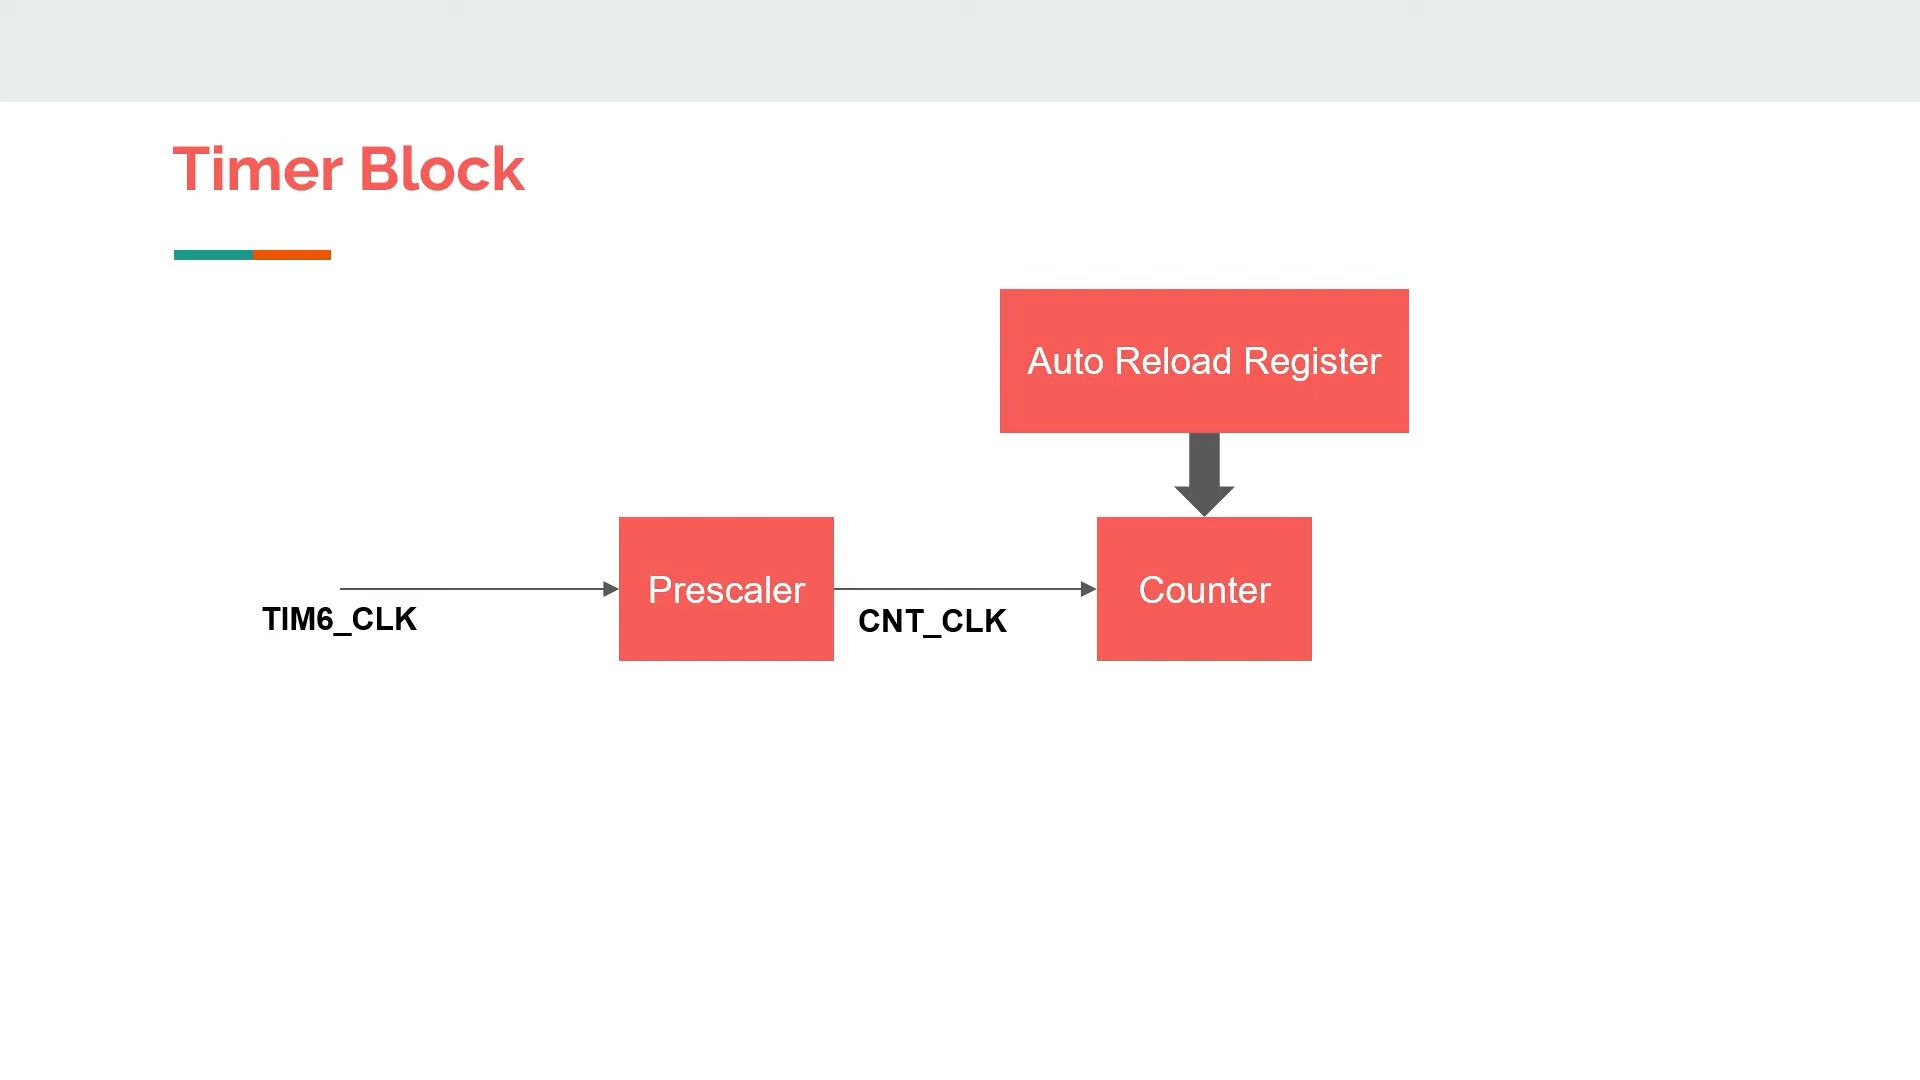 Timer Block
Auto Reload Register
Prescaler
Counter
TIM6_CLK
CNT_CLK